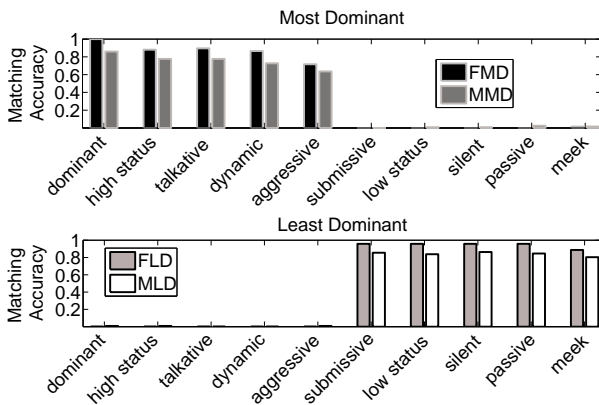 Most Dominant
Matching
Accuracy
1
0.8
0.6
0.4
0.2
FMD
MMD
dominant
high status
talkative
dynamic
aggressive
submissive
low status
silent
passive
meek
Least Dominant
Matching
Accuracy
1
0.8
0.6
0.4
0.2
FLD
MLD
dominant
high status
talkative
dynamic
aggressive
submissive
low status
silent
passive
meek